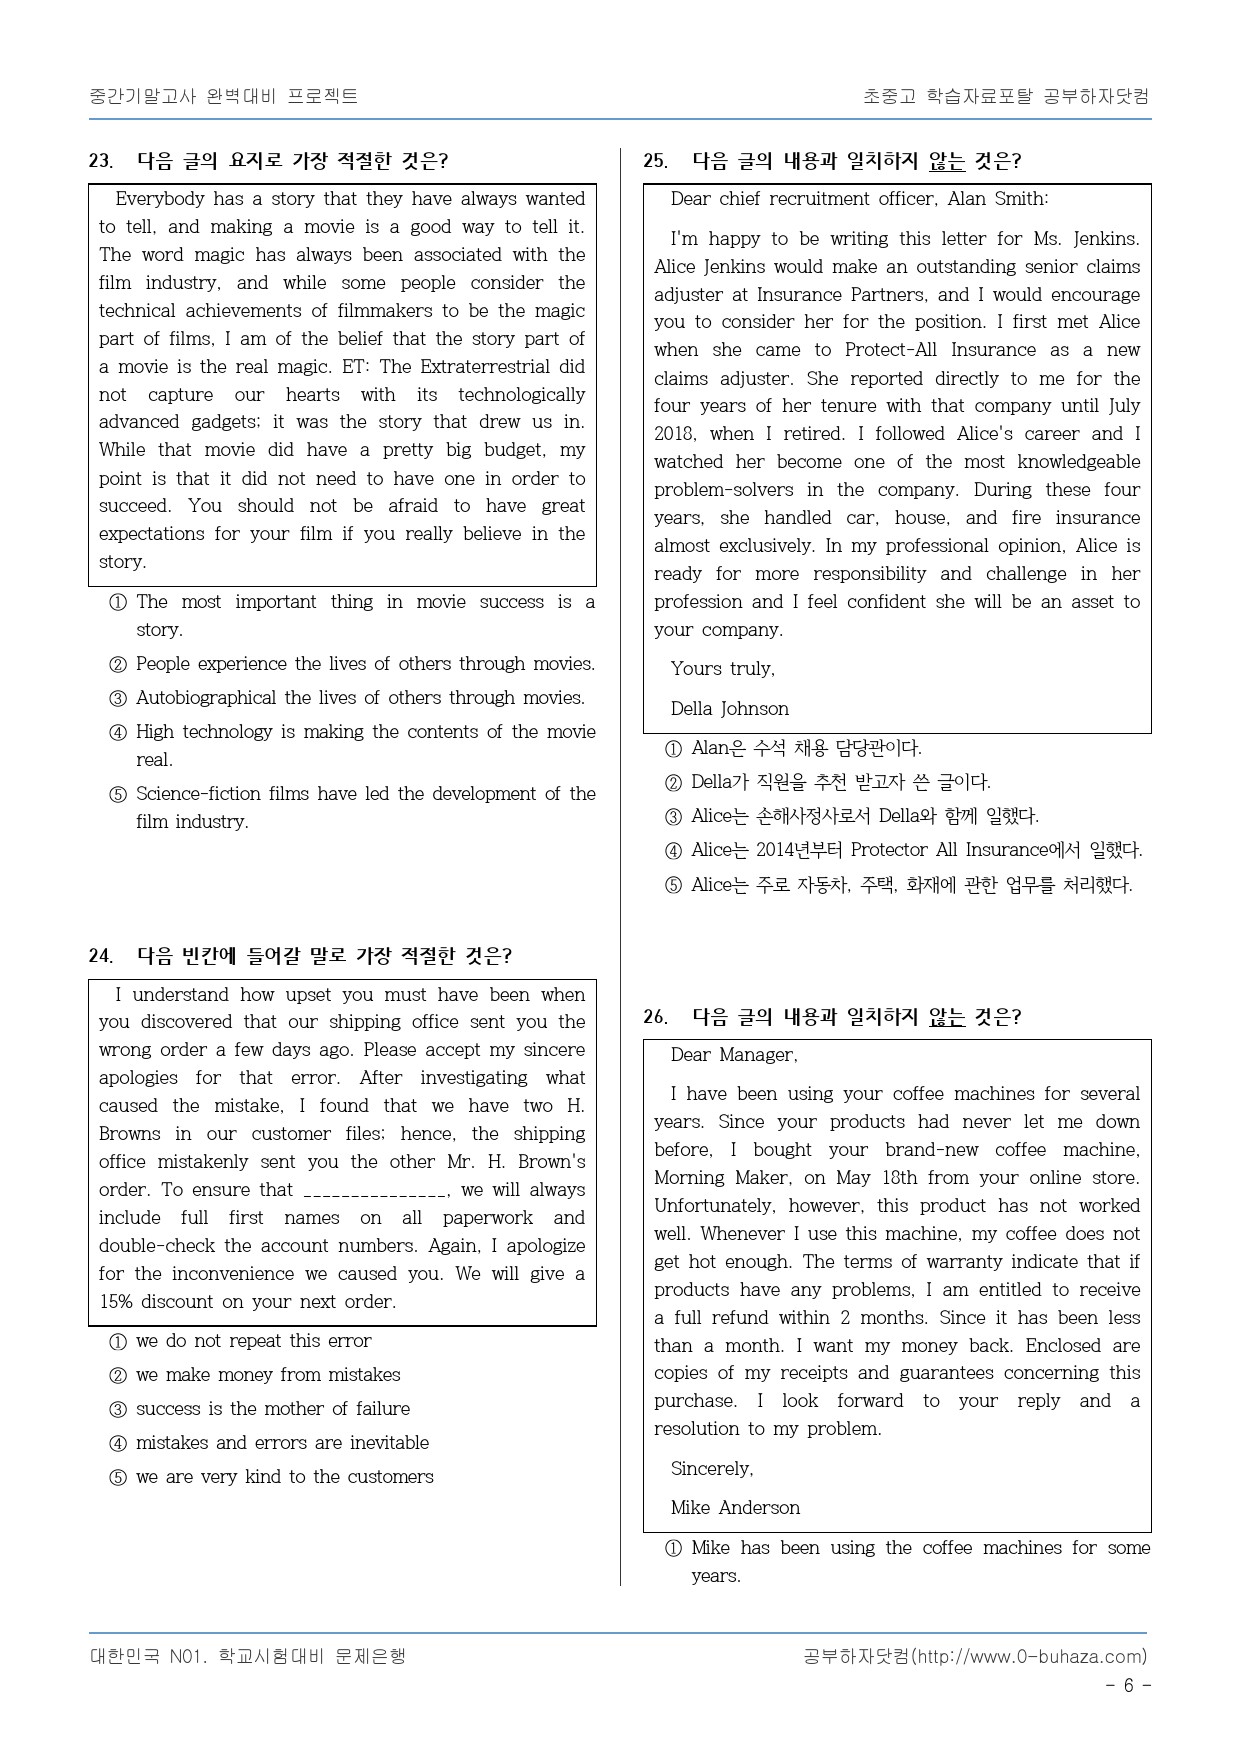 중간기말고사 완벽대비 프로젝트
초중고 학습자료포탈 공부하자닷컴
23. 다음 글의 요지로 가장 적절한 것은?
Everybody has a story that they have always wanted
to tell, and making a movie is a good way to tell it.
The word magic has always been associated with the
film industry, and while some people consider the
technical achievements of filmmakers to be the magic
part of films, I am of the belief that the story part of
a movie is the real magic. ET: The Extraterrestrial did
not capture our hearts with its technologically
advanced gadgets; it was the story that drew us in.
While that movie did have a pretty big budget, my
point is that it did not need to have one in order to
succeed. You should not be afraid to have great
expectations for your film if you really believe in the
story.
① The most important thing in movie success is a
story.
② People experience the lives of others through movies.
③ Autobiographical the lives of others through movies.
④ High technology is making the contents of the movie
real.
⑤ Science-fiction films have led the development of the
film industry.
24. 다음 빈칸에 들어갈 말로 가장 적절한 것은?
I understand how upset you must have been when
you discovered that our shipping office sent you the
wrong order a few days ago. Please accept my sincere
apologies for that error. After investigating what
caused the mistake, I found that we have two H.
Browns in our customer files; hence, the shipping
office mistakenly sent you the other Mr. H. Brown's
order. To ensure that _______________, we will always
include full first names on all paperwork and
double-check the account numbers. Again, I apologize
for the inconvenience we caused you. We will give a
15% discount on your next order.
① we do not repeat this error
② we make money from mistakes
③ success is the mother of failure
④ mistakes and errors are inevitable
⑤ we are very kind to the customers
25. 다음 글의 내용과 일치하지 않는 것은?
Dear chief recruitment officer, Alan Smith:
I'm happy to be writing this letter for Ms. Jenkins.
Alice Jenkins would make an outstanding senior claims
adjuster at Insurance Partners, and I would encourage
you to consider her for the position. I first met Alice
when she came to Protect-All Insurance as a new
claims adjuster. She reported directly to me for the
four years of her tenure with that company until July
2018, when I retired. I followed Alice's career and I
watched her become one of the most knowledgeable
problem-solvers in the company. During these four
years, she handled car, house, and fire insurance
almost exclusively. In my professional opinion, Alice is
ready for more responsibility and challenge in her
profession and I feel confident she will be an asset to
your company.
Yours truly,
Della Johnson
① Alan은 수석 채용 담당관이다.
② Della가 직원을 추천 받고자 쓴 글이다.
③ Alice는 손해사정사로서 Della와 함께 일했다.
④ Alice는 2014년부터 Protector All Insurance에서 일했다.
⑤ Alice는 주로 자동차, 주택, 화재에 관한 업무를 처리했다.
26. 다음 글의 내용과 일치하지 않는 것은?
Dear Manager,
I have been using your coffee machines for several
years. Since your products had never let me down
before, I bought your brand-new coffee machine,
Morning Maker, on May 18th from your online store.
Unfortunately, however, this product has not worked
well. Whenever I use this machine, my coffee does not
get hot enough. The terms of warranty indicate that if
products have any problems, I am entitled to receive
a full refund within 2 months. Since it has been less
than a month. I want my money back. Enclosed are
copies of my receipts and guarantees concerning this
purchase. I look forward to your reply and a
resolution to my problem.
Sincerely,
Mike Anderson
① Mike has been using the coffee machines for some
years.
대한민국 N01. 학교시험대비 문제은행
공부하자닷컴(http://www.0-buhaza.com)
- 6 -